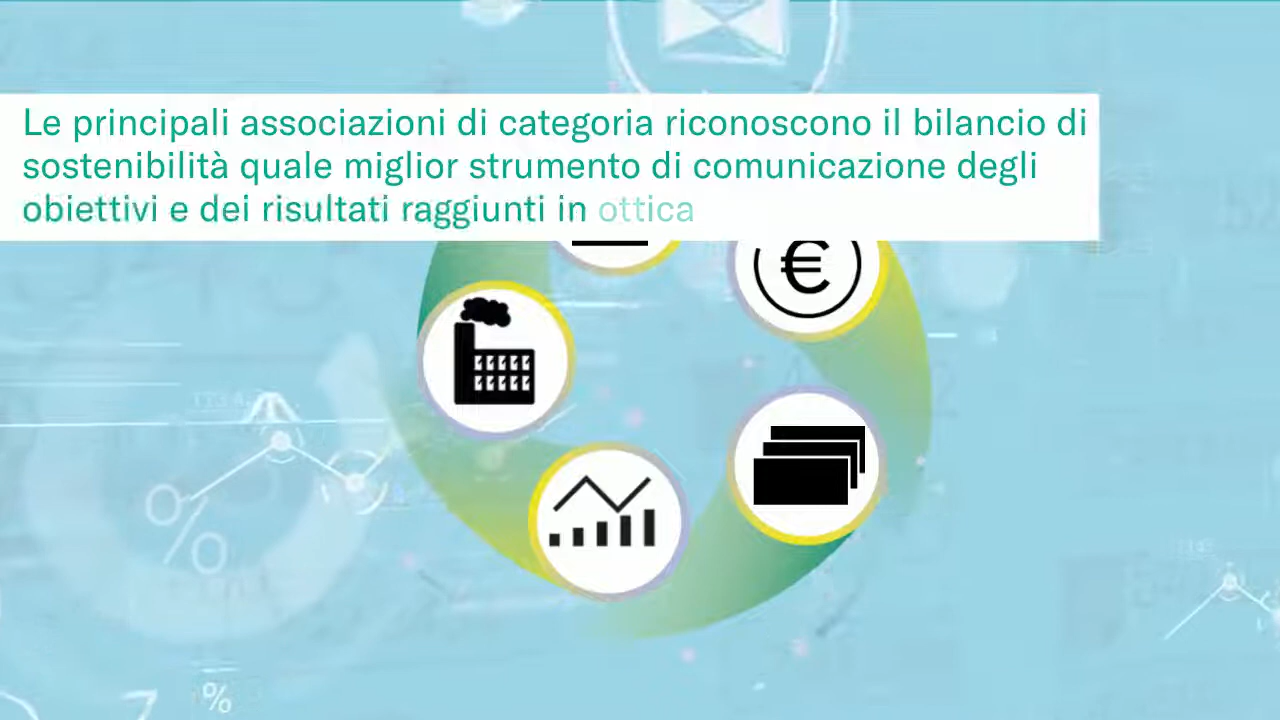 Le principali associazioni di categoria riconoscono il bilancio di
sostenibilità quale miglior strumento di comunicazione degli
obiettivi e dei risultati raggiunti in ottica
€
%
%